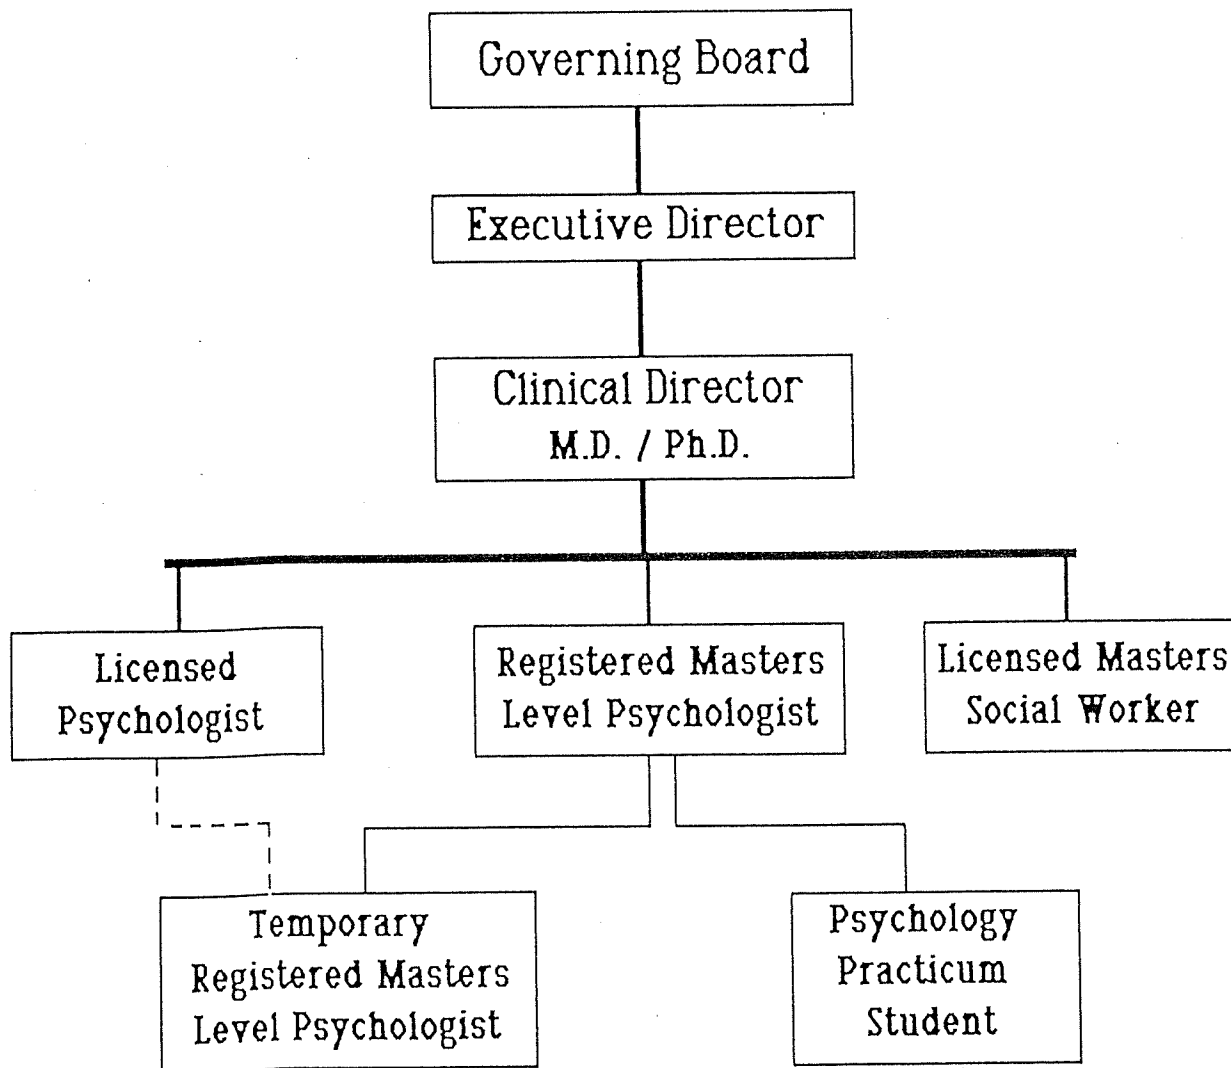 Governing Board
Executive Director
Clinical Director
M.D. / Ph.D.
Licensed
Psychologist
Registered Masters
Level Psychologist
Licensed Masters
Social Worker
Temporary
Registered Masters
Level Psychologist
Psychology
Practicum
Student